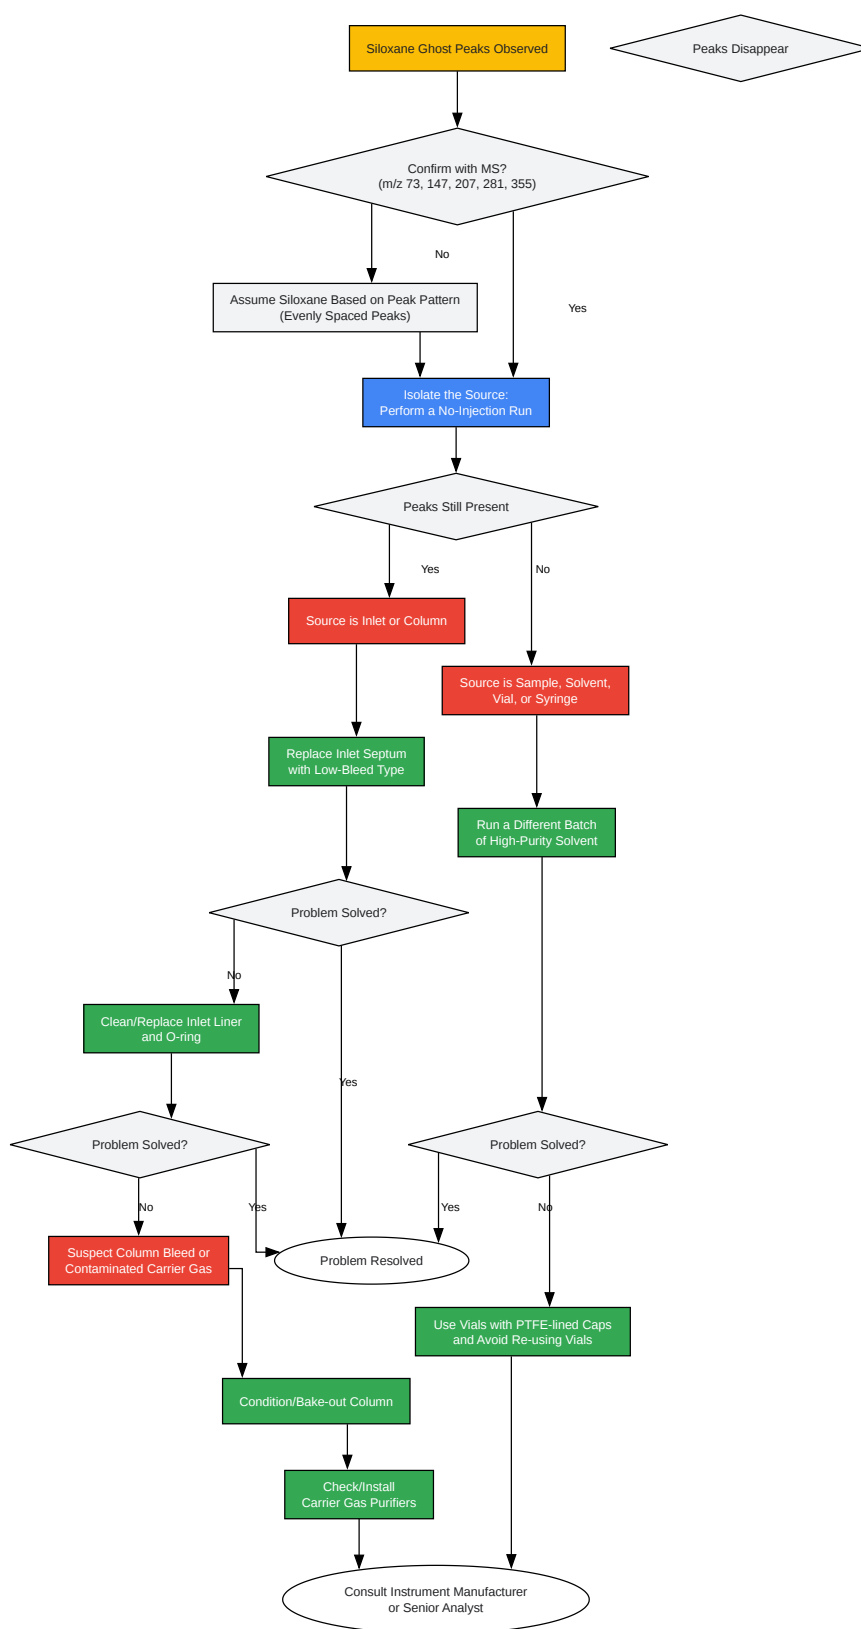 Siloxane Ghost Peaks Observed
Peaks Disappear
Confirm with MS?
(m/z 73, 147, 207, 281, 355)
No
Yes
Assume Siloxane Based on Peak Pattern
(Evenly Spaced Peaks)
Isolate the Source:
Perform a No-Injection Run
Peaks Still Present
Yes
No
Source is Inlet or Column
Source is Sample, Solvent,
Vial, or Syringe
Replace Inlet Septum
with Low-Bleed Type
Run a Different Batch
of High-Purity Solvent
Problem Solved?
No
Clean/Replace Inlet Liner
and O-ring
Yes
Problem Solved?
Problem Solved?
No
Yes
Yes
No
Suspect Column Bleed or
Contaminated Carrier Gas
Problem Resolved
Use Vials with PTFE-lined Caps
and Avoid Re-using Vials
Condition/Bake-out Column
Check/Install
Carrier Gas Purifiers
Consult Instrument Manufacturer
or Senior Analyst